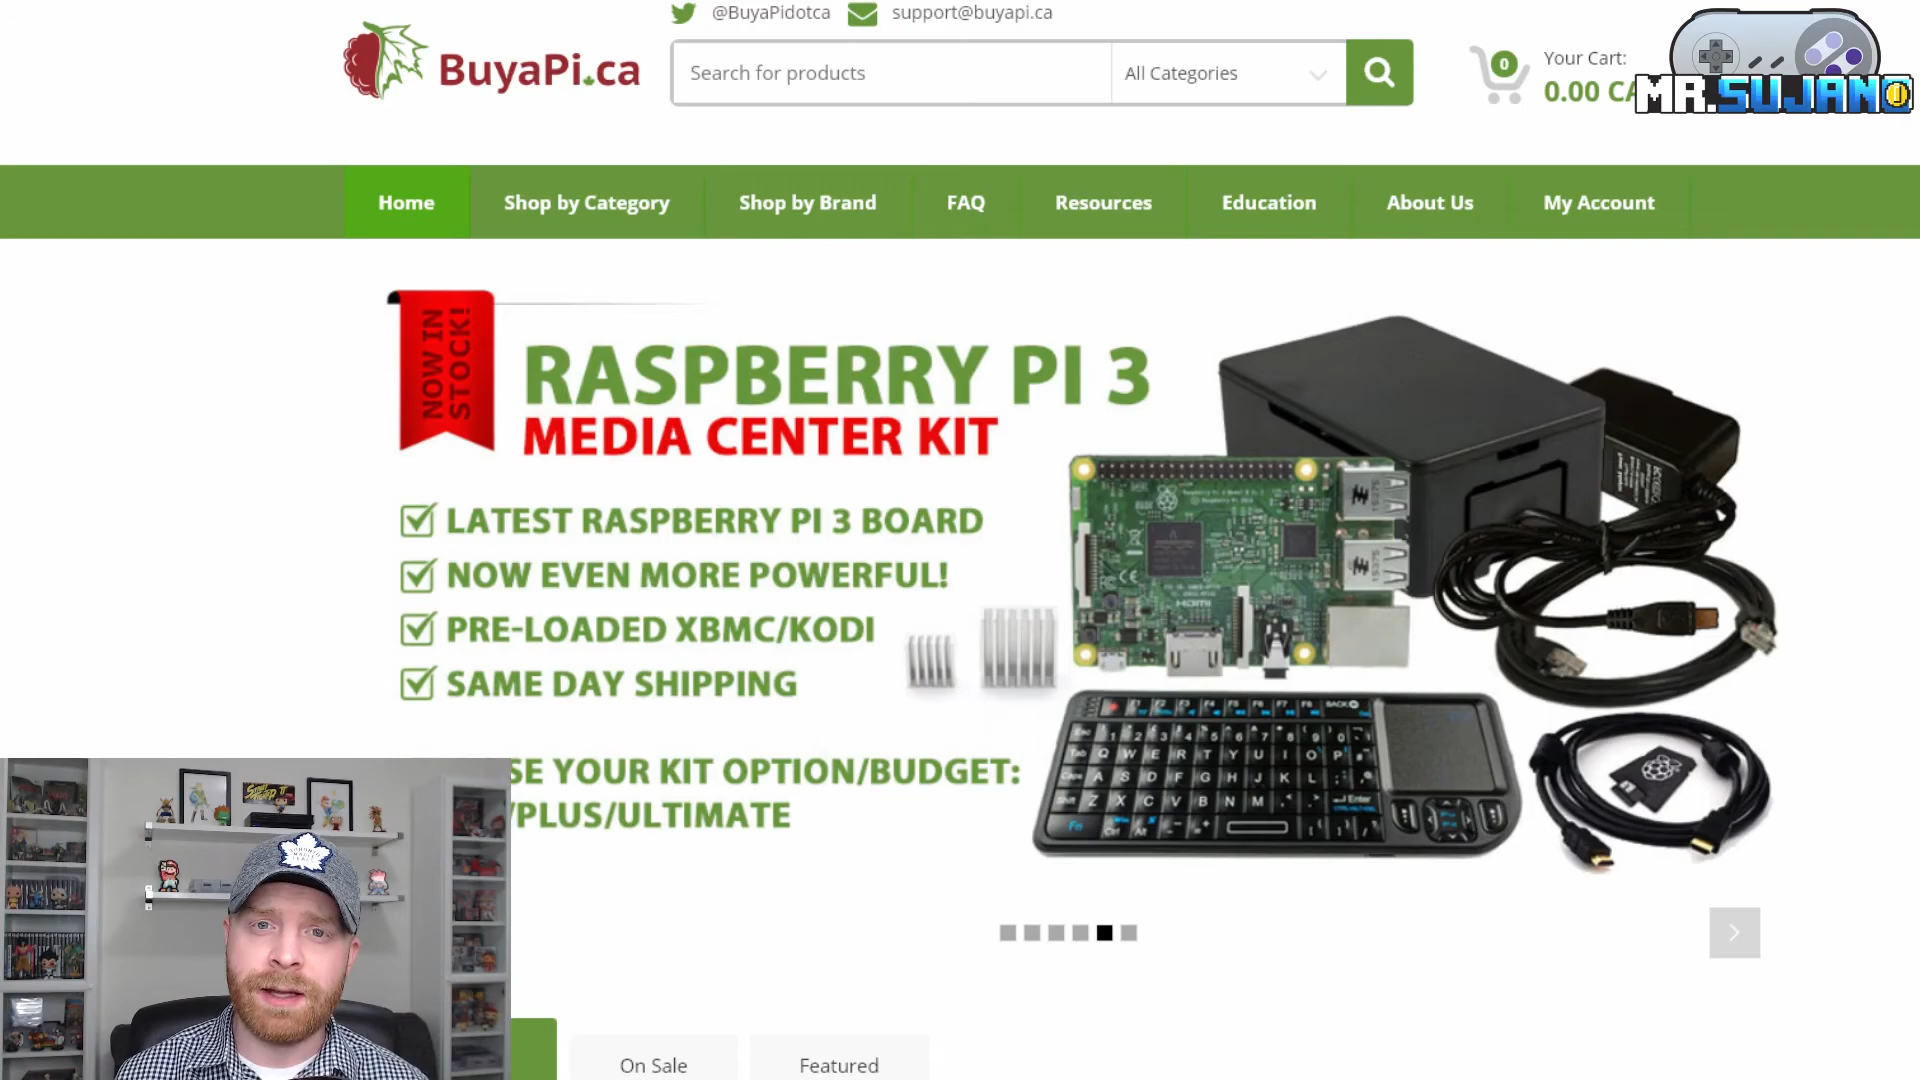 @BuyaPidotca support@buyapi.ca
BuyaPi.ca
Search for products
All Categories
0
Your Cart:
0.00 CA
MR.SUJANO
Home
Shop by Category
Shop by Brand
FAQ
Resources
Education
About Us
My Account
NOW IN
STOCK!
RASPBERRY PI 3
MEDIA CENTER KIT
LATEST RASPBERRY PI 3 BOARD
NOW EVEN MORE POWERFUL!
PRE-LOADED XBMC/KODI
SAME DAY SHIPPING
SE YOUR KIT OPTION/BUDGET:
/PLUS/ULTIMATE
HDMI
On Sale
Featured